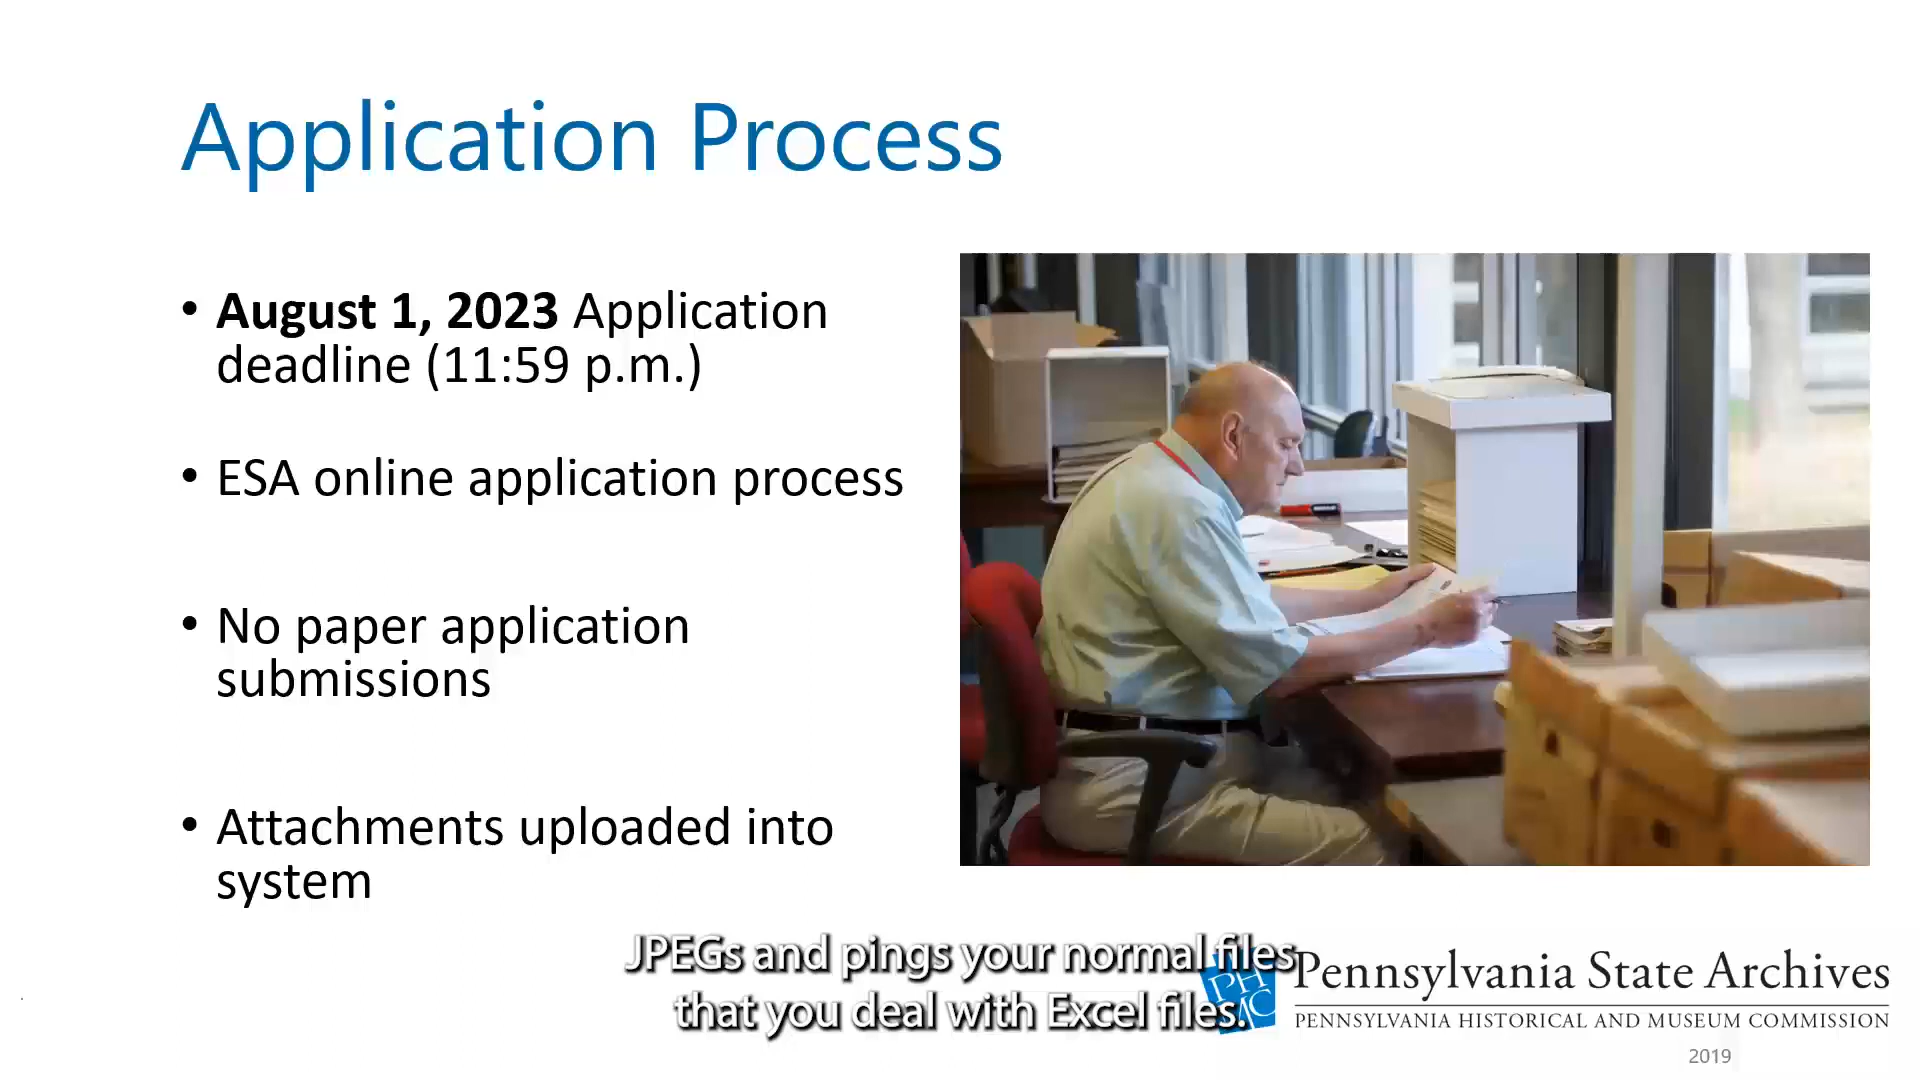 Application Process
• August 1, 2023 Application
deadline (11:59 p.m.)
• ESA online application process
• No paper application
submissions
• Attachments uploaded into
system
JPEGs and pings your normal files
that you deal with Excel files.
PH
MC
Pennsylvania State Archives
PENNSYLVANIA HISTORICAL AND MUSEUM COMMISSION
2019